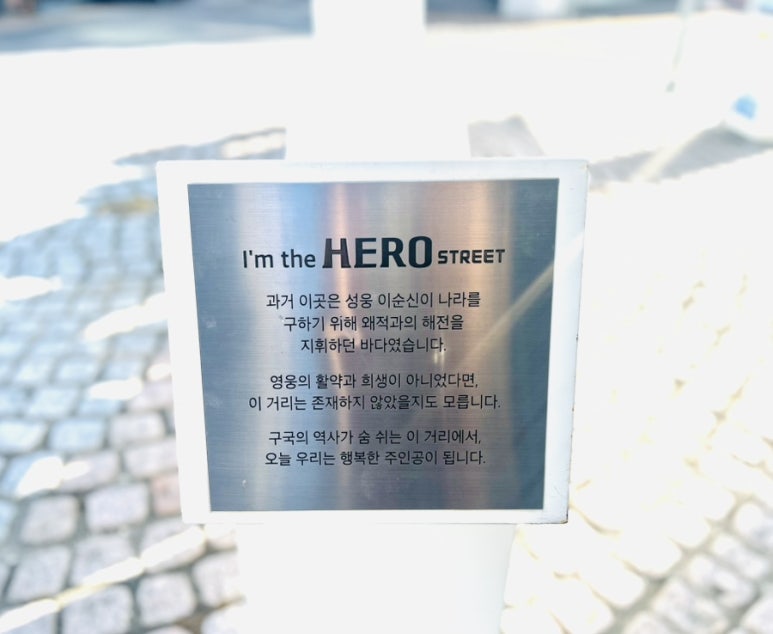 I'm the HERO STREET
과거 이곳은 성웅 이순신이 나라를
구하기 위해 왜적과의 해전을
지휘하던 바다였습니다.
영웅의 활약과 희생이 아니었다면,
이 거리는 존재하지 않았을지도 모릅니다.
구국의 역사가 숨 쉬는 이 거리에서,
오늘 우리는 행복한 주인공이 됩니다.